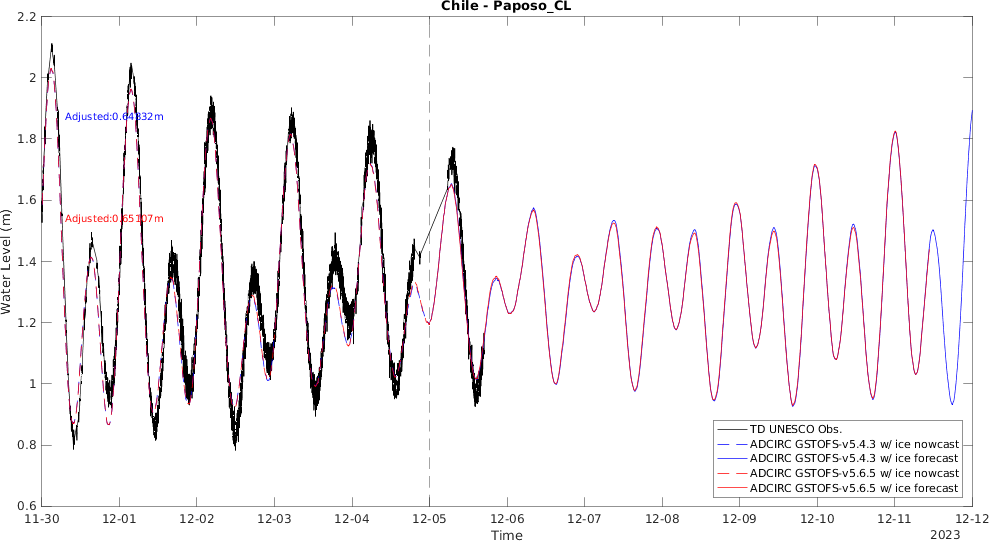 Chile - Paposo_CL
Water Level (m)
2.2
2
1.8
1.6
1.4
1.2
1
0.8
0.6
Adjusted:0.64832m
Adjusted:0.65107m
TD UNESCO Obs.
ADCIRC GSTOFS-v5.4.3 w/ ice nowcast
ADCIRC GSTOFS-v5.4.3 w/ ice forecast
ADCIRC GSTOFS-v5.6.5 w/ ice nowcast
ADCIRC GSTOFS-v5.6.5 w/ ice forecast
11-30 12-01 12-02 12-03 12-04 12-05 12-06 12-07 12-08 12-09 12-10 12-11 12-12
Time
2023